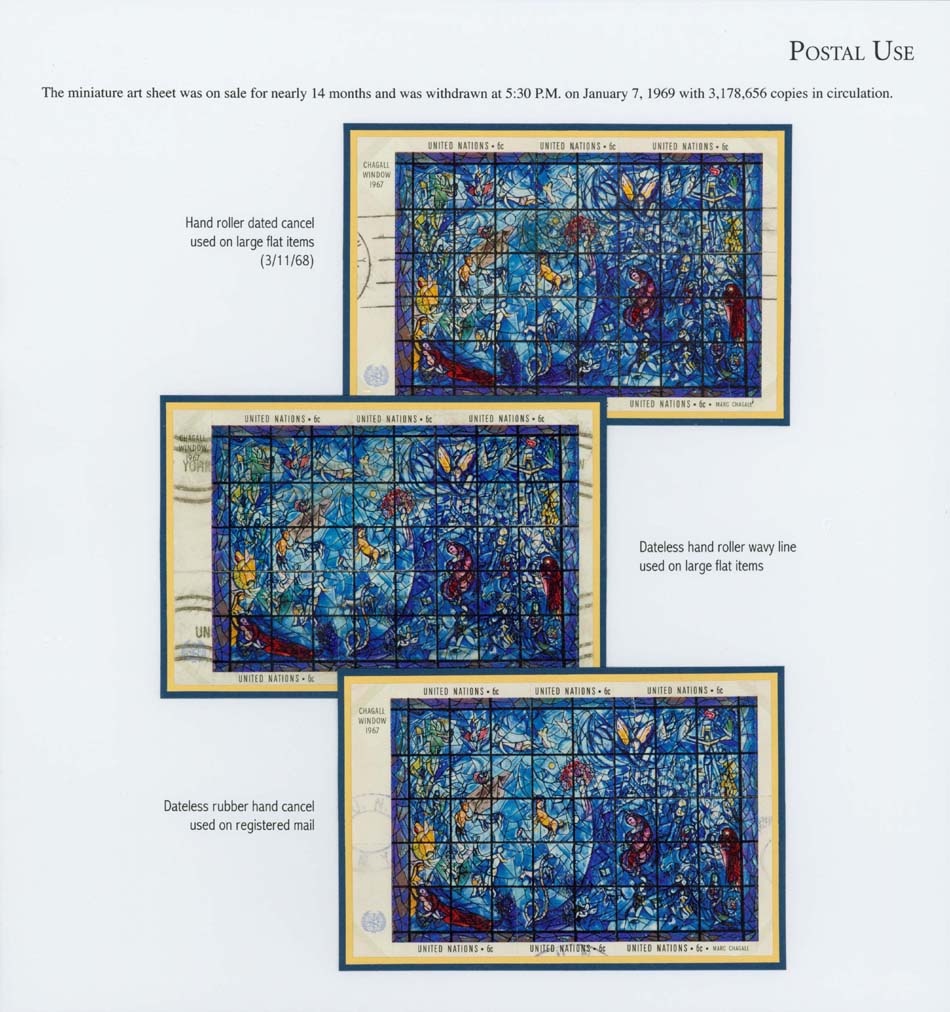 POSTAL USE
The miniature art sheet was on sale for nearly 14 months and was withdrawn at 5:30 P.M. on January 7, 1969 with 3,178,656 copies in circulation.
UNITED NATIONS • 6c UNITED NATIONS • 6c UNITED NATIONS • 6c
CHAGALL
WINDOW
1967
Hand roller dated cancel
used on large flat items
(3/11/68)
UNITED NATIONS • 6c • MARC CHAGALL
UNITED NATIONS • 6c UNITED NATIONS • 6c UNITED NATIONS • 6c
CHAGALL
WINDOW
1967
YORK
Dateless hand roller wavy line
used on large flat items
UN
UNITED NATIONS • 6c
UNITED NATIONS • 6c UNITED NATIONS • 6c UNITED NATIONS • 6c
CHAGALL
WINDOW
1967
Dateless rubber hand cancel
used on registered mail
U. N.
N. Y.
UNITED NATIONS • 6c UNITED NATIONS • 6c UNITED NATIONS • 6c • MARC CHAGALL